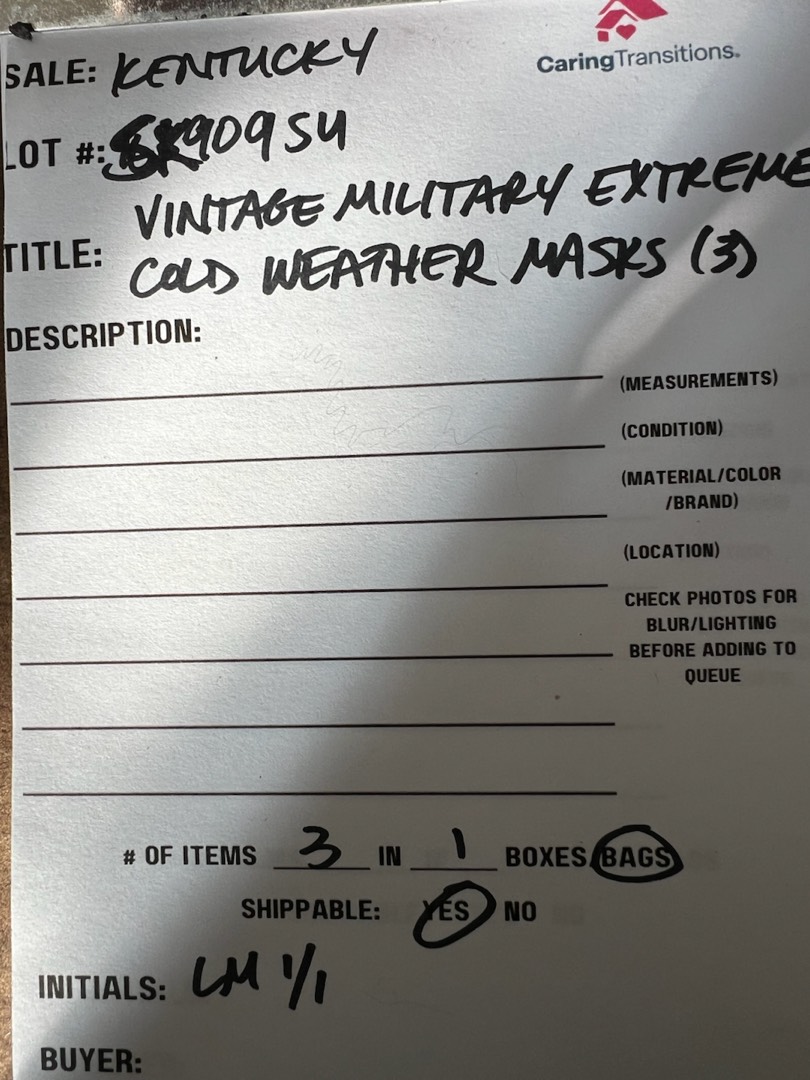 CaringTransitions.
SALE: KENTUCKY
LOT #: 909SU
TITLE: VINTAGE MILITARY EXTREME
COLD WEATHER MASKS (3)
DESCRIPTION:
(MEASUREMENTS)
(CONDITION)
(MATERIAL/COLOR
/BRAND)
(LOCATION)
CHECK PHOTOS FOR
BLUR/LIGHTING
BEFORE ADDING TO
QUEUE
# OF ITEMS 3 IN 1 BOXES/BAGS
SHIPPABLE: YES NO
INITIALS: LM 1/1
BUYER: